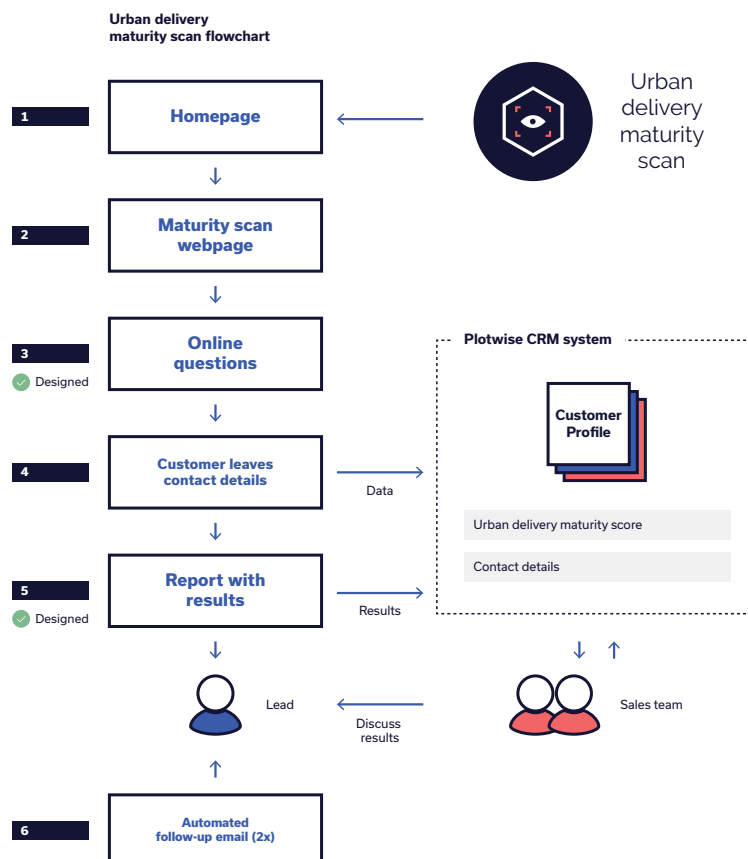 Urban delivery
maturity scan flowchart
1
Homepage
Urban
delivery
maturity
scan
2
Maturity scan
webpage
3
Designed
Online
questions
Plotwise CRM system
Customer
Profile
4
Customer leaves
contact details
Data
Urban delivery maturity score
Contact details
5
Designed
Report with
results
Results
Lead
Discuss
results
Sales team
6
Automated
follow-up email (2x)